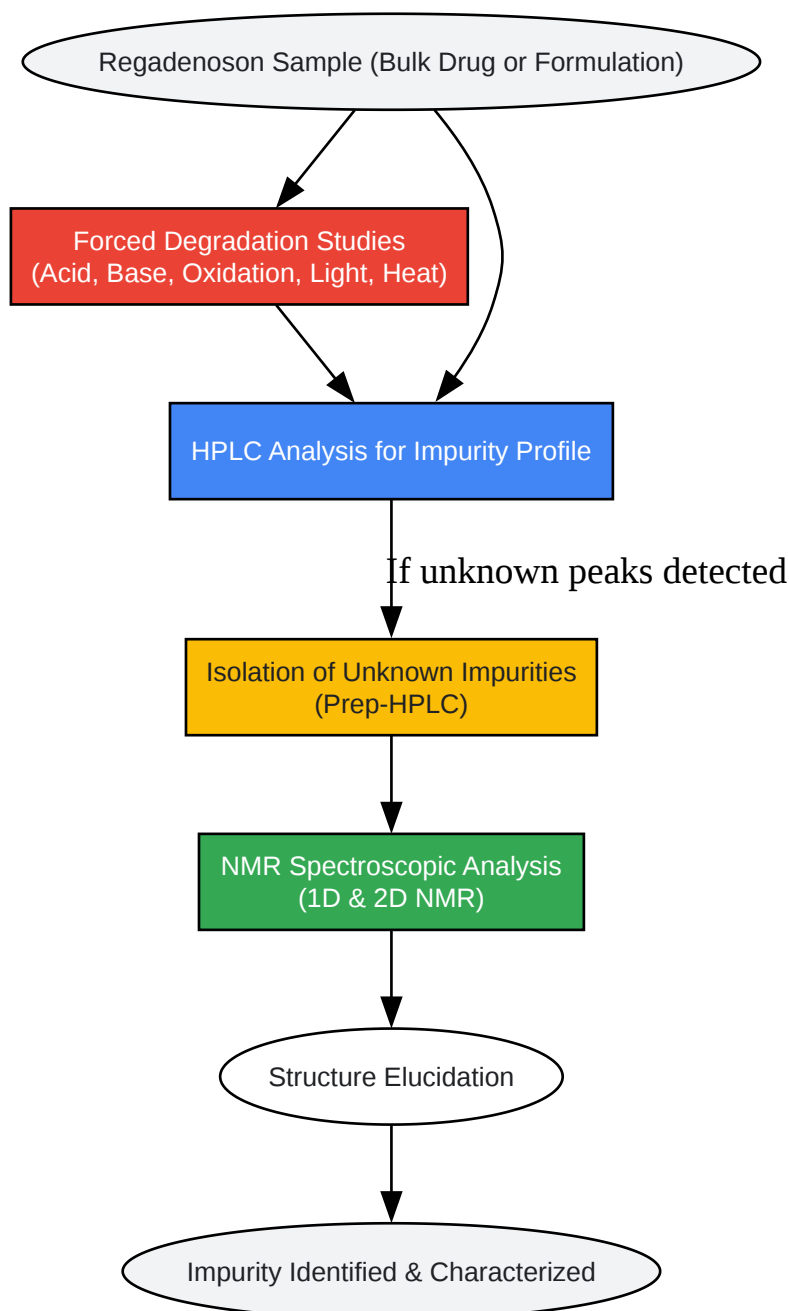 Regadenoson Sample (Bulk Drug or Formulation)
Forced Degradation Studies
(Acid, Base, Oxidation, Light, Heat)
HPLC Analysis for Impurity Profile
If unknown peaks detected
Isolation of Unknown Impurities
(Prep-HPLC)
NMR Spectroscopic Analysis
(1D & 2D NMR)
Structure Elucidation
Impurity Identified & Characterized